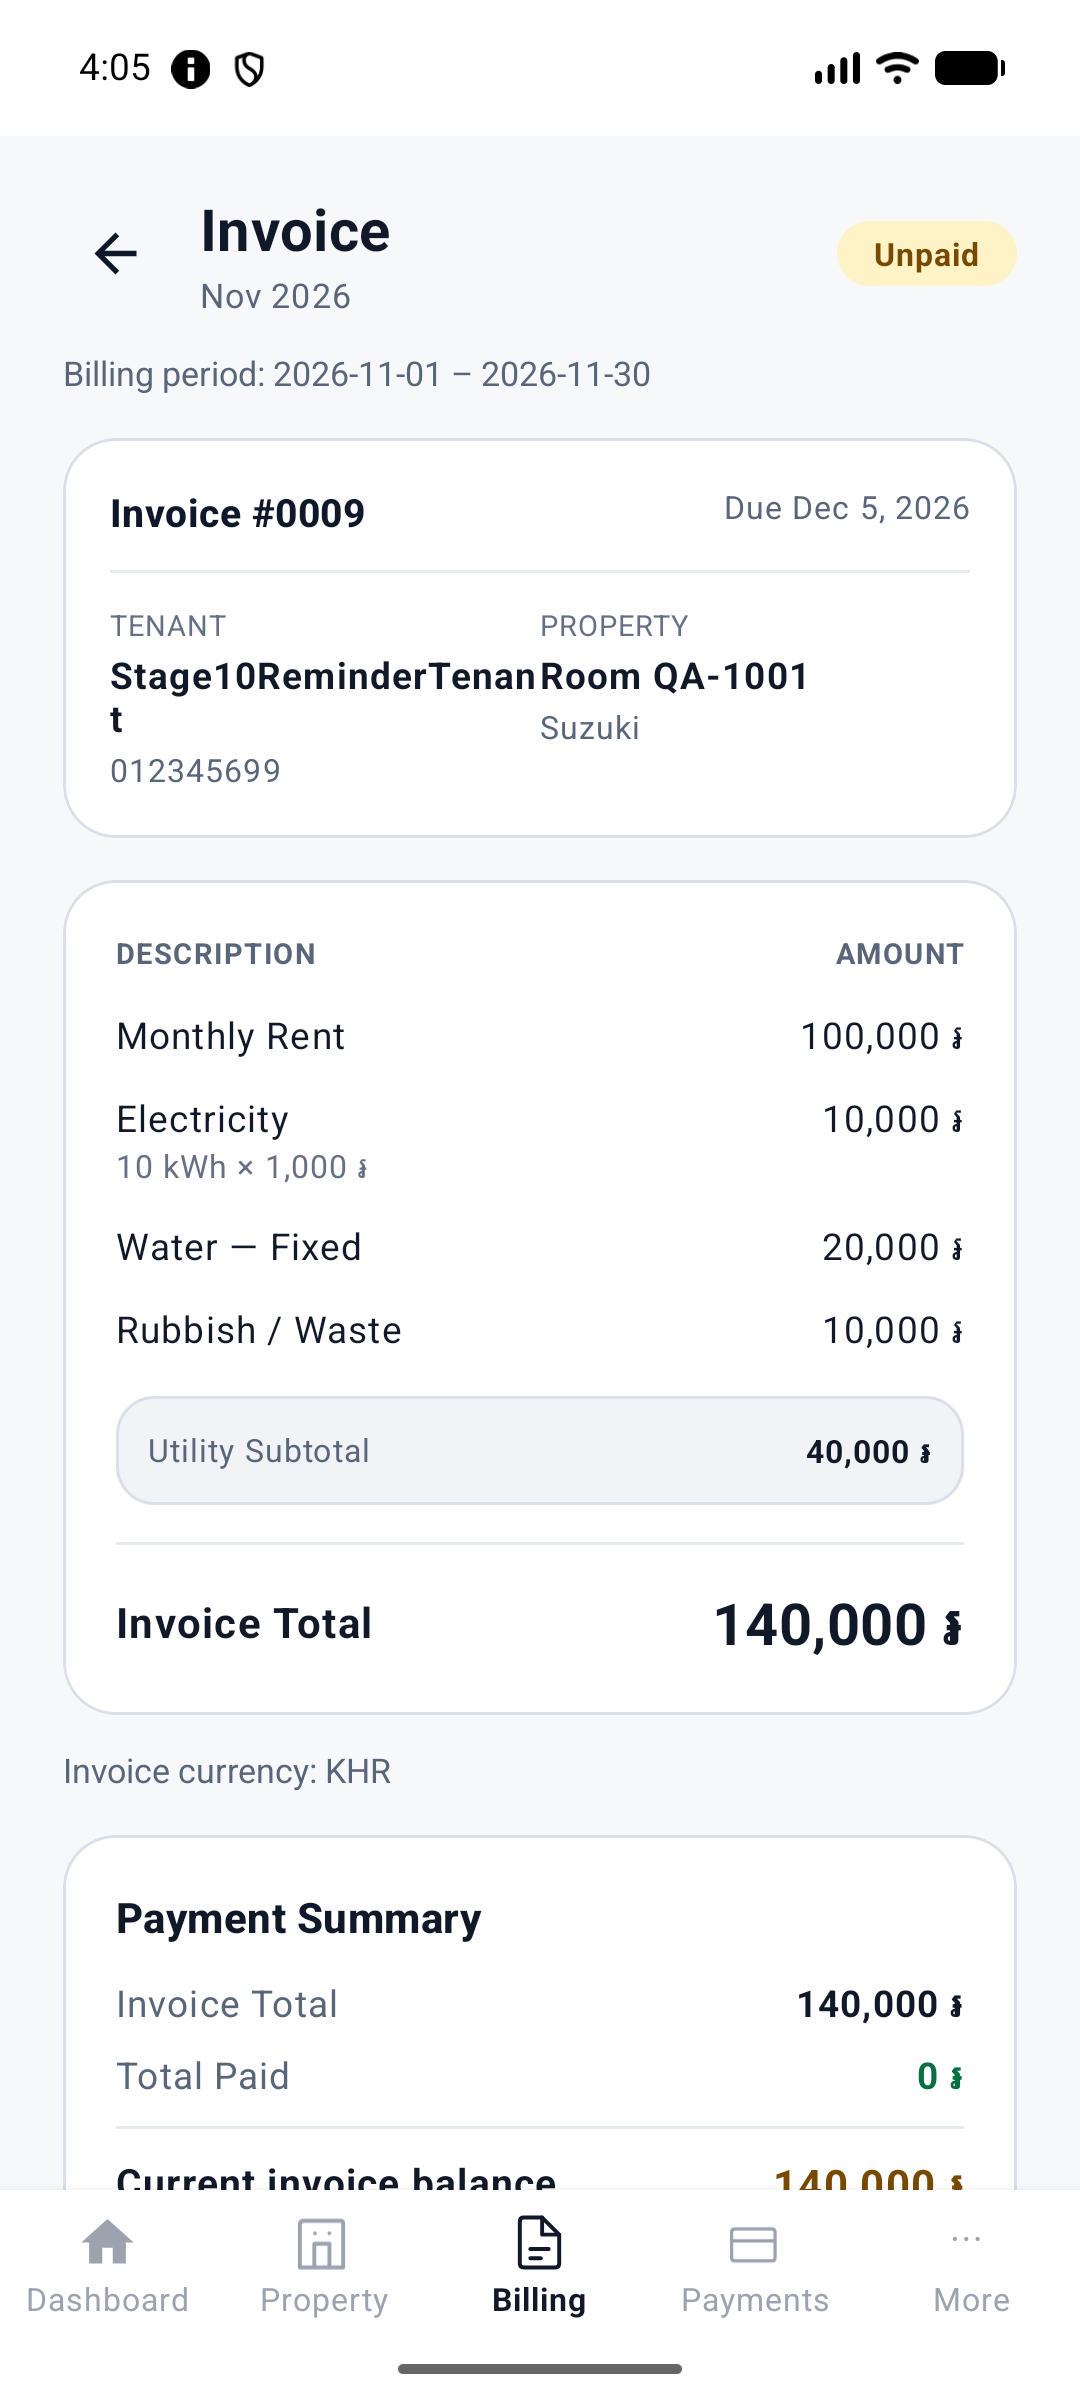 4:05
Invoice
Nov 2026
Unpaid
Billing period: 2026-11-01 – 2026-11-30
Invoice #0009
Due Dec 5, 2026
TENANT
PROPERTY
Stage10ReminderTenan
t
Room QA-1001
012345699
Suzuki
DESCRIPTION
AMOUNT
Monthly Rent
100,000 ៛
Electricity
10,000 ៛
10 kWh × 1,000 ៛
Water — Fixed
20,000 ៛
Rubbish / Waste
10,000 ៛
Utility Subtotal
40,000 ៛
Invoice Total
140,000 ៛
Invoice currency: KHR
Payment Summary
Invoice Total
140,000 ៛
Total Paid
0 ៛
Current invoice balance
140,000 ៛
Dashboard
Property
Billing
Payments
More